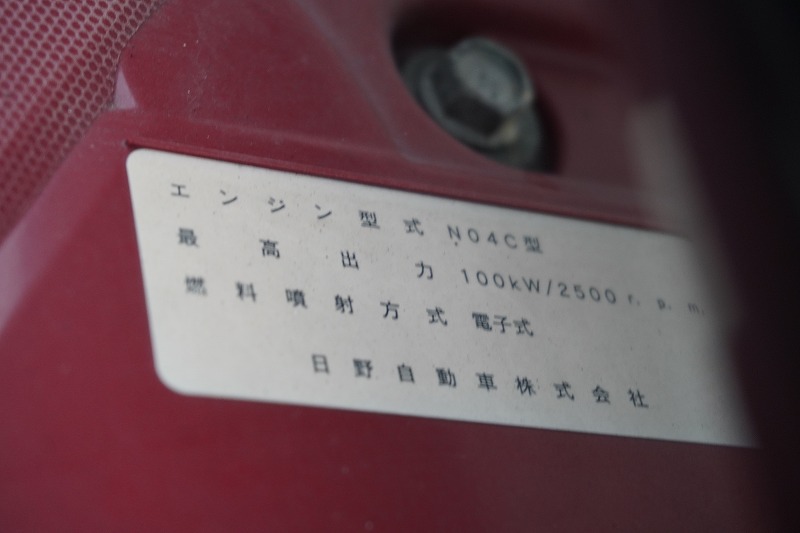 エンジン型式 N04C型
最高出力 100kW/2500 r.p.m.
燃料噴射方式 電子式
日野自動車株式会社